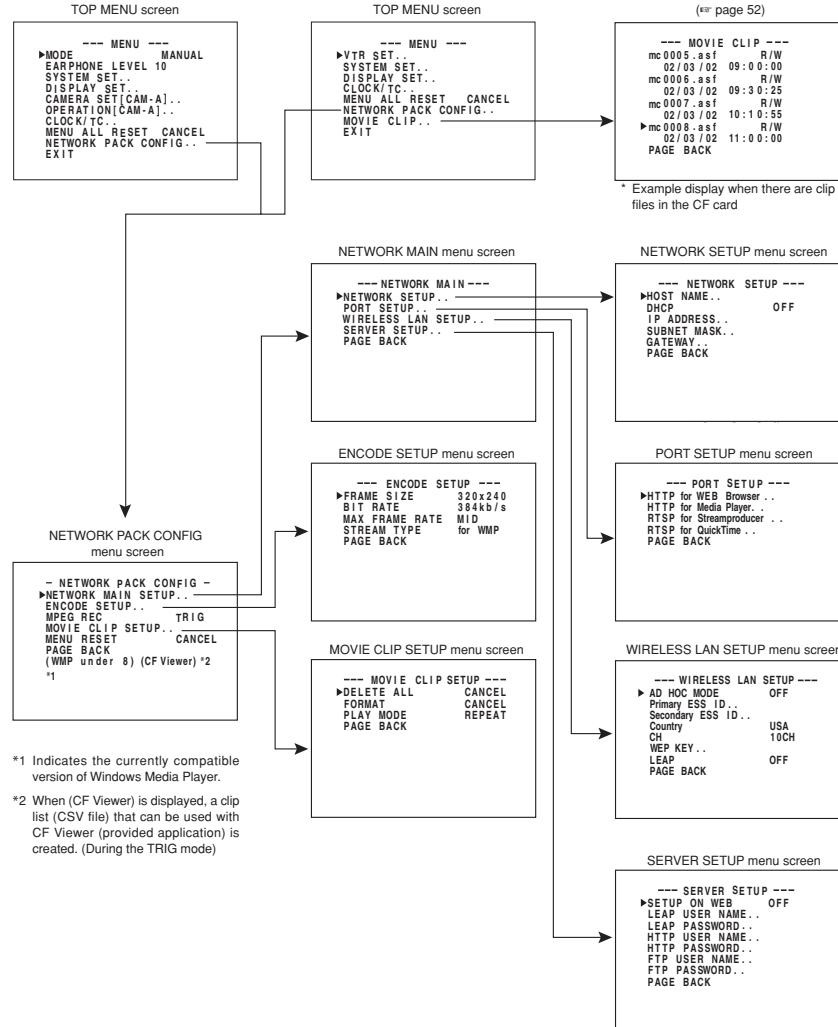 TOP MENU screen
--- MENU ---
▶MODE MANUAL
EARPHONE LEVEL 10
SYSTEM SET..
DISPLAY SET..
CAMERA SET[CAM-A]..
OPERATION[CAM-A]..
CLOCK/TC..
MENU ALL RESET CANCEL
NETWORK PACK CONFIG..
EXIT
TOP MENU screen
--- MENU ---
▶VTR SET..
SYSTEM SET..
DISPLAY SET..
CLOCK/TC..
MENU ALL RESET CANCEL
NETWORK PACK CONFIG..
MOVIE CLIP..
EXIT
(☞ page 52)
--- MOVIE CLIP ---
mc0005.asf R/W
02/03/02 09:00:00
mc0006.asf R/W
02/03/02 09:30:25
mc0007.asf R/W
02/03/02 10:10:55
▶mc0008.asf R/W
02/03/02 11:00:00
PAGE BACK
* Example display when there are clip
files in the CF card
NETWORK MAIN menu screen
---NETWORK MAIN---
▶NETWORK SETUP..
PORT SETUP..
WIRELESS LAN SETUP..
SERVER SETUP..
PAGE BACK
NETWORK SETUP menu screen
--- NETWORK SETUP ---
▶HOST NAME..
DHCP OFF
IP ADDRESS..
SUBNET MASK..
GATEWAY..
PAGE BACK
ENCODE SETUP menu screen
--- ENCODE SETUP ---
▶FRAME SIZE 320x240
BIT RATE 384kb/s
MAX FRAME RATE MID
STREAM TYPE for WMP
PAGE BACK
PORT SETUP menu screen
--- PORT SETUP ---
▶HTTP for WEB Browser ..
HTTP for Media Player. .
RTSP for Streamproducer ..
RTSP for QuickTime ..
PAGE BACK
NETWORK PACK CONFIG
menu screen
- NETWORK PACK CONFIG -
▶NETWORK MAIN SETUP..
ENCODE SETUP..
MPEG REC TRIG
MOVIE CLIP SETUP..
MENU RESET CANCEL
PAGE BACK
(WMP under 8) (CF Viewer) *2
*1
MOVIE CLIP SETUP menu screen
--- MOVIE CLIP SETUP ---
▶DELETE ALL CANCEL
FORMAT CANCEL
PLAY MODE REPEAT
PAGE BACK
WIRELESS LAN SETUP menu screen
--- WIRELESS LAN SETUP ---
▶ AD HOC MODE OFF
Primary ESS ID..
Secondary ESS ID..
Country USA
CH 10CH
WEP KEY..
LEAP OFF
PAGE BACK
*1 Indicates the currently compatible
version of Windows Media Player.
*2 When (CF Viewer) is displayed, a clip
list (CSV file) that can be used with
CF Viewer (provided application) is
created. (During the TRIG mode)
SERVER SETUP menu screen
--- SERVER SETUP ---
▶SETUP ON WEB OFF
LEAP USER NAME..
LEAP PASSWORD..
HTTP USER NAME..
HTTP PASSWORD..
FTP USER NAME..
FTP PASSWORD..
PAGE BACK